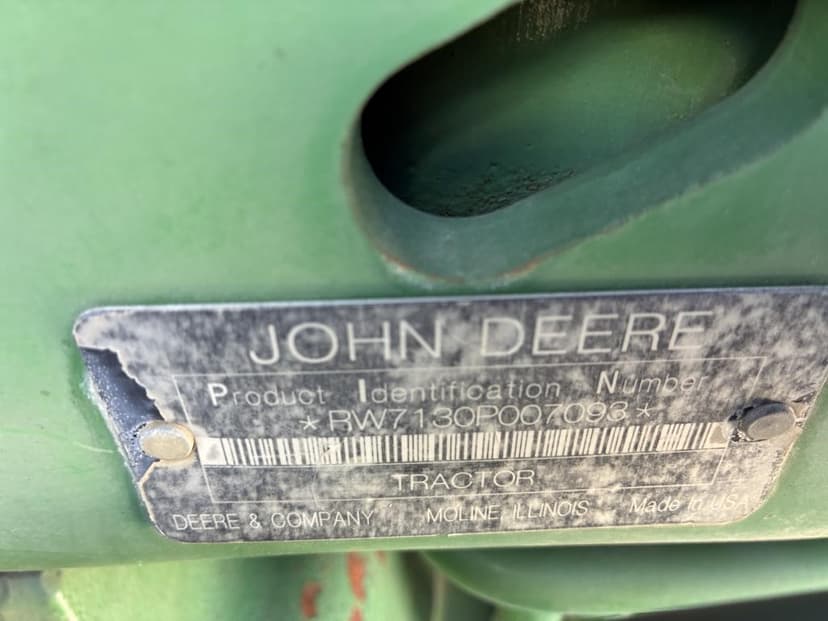 JOHN DEERE
Product Identification Number
*RW7130P007093*
TRACTOR
DEERE & COMPANY MOLINE, ILLINOIS Made in USA